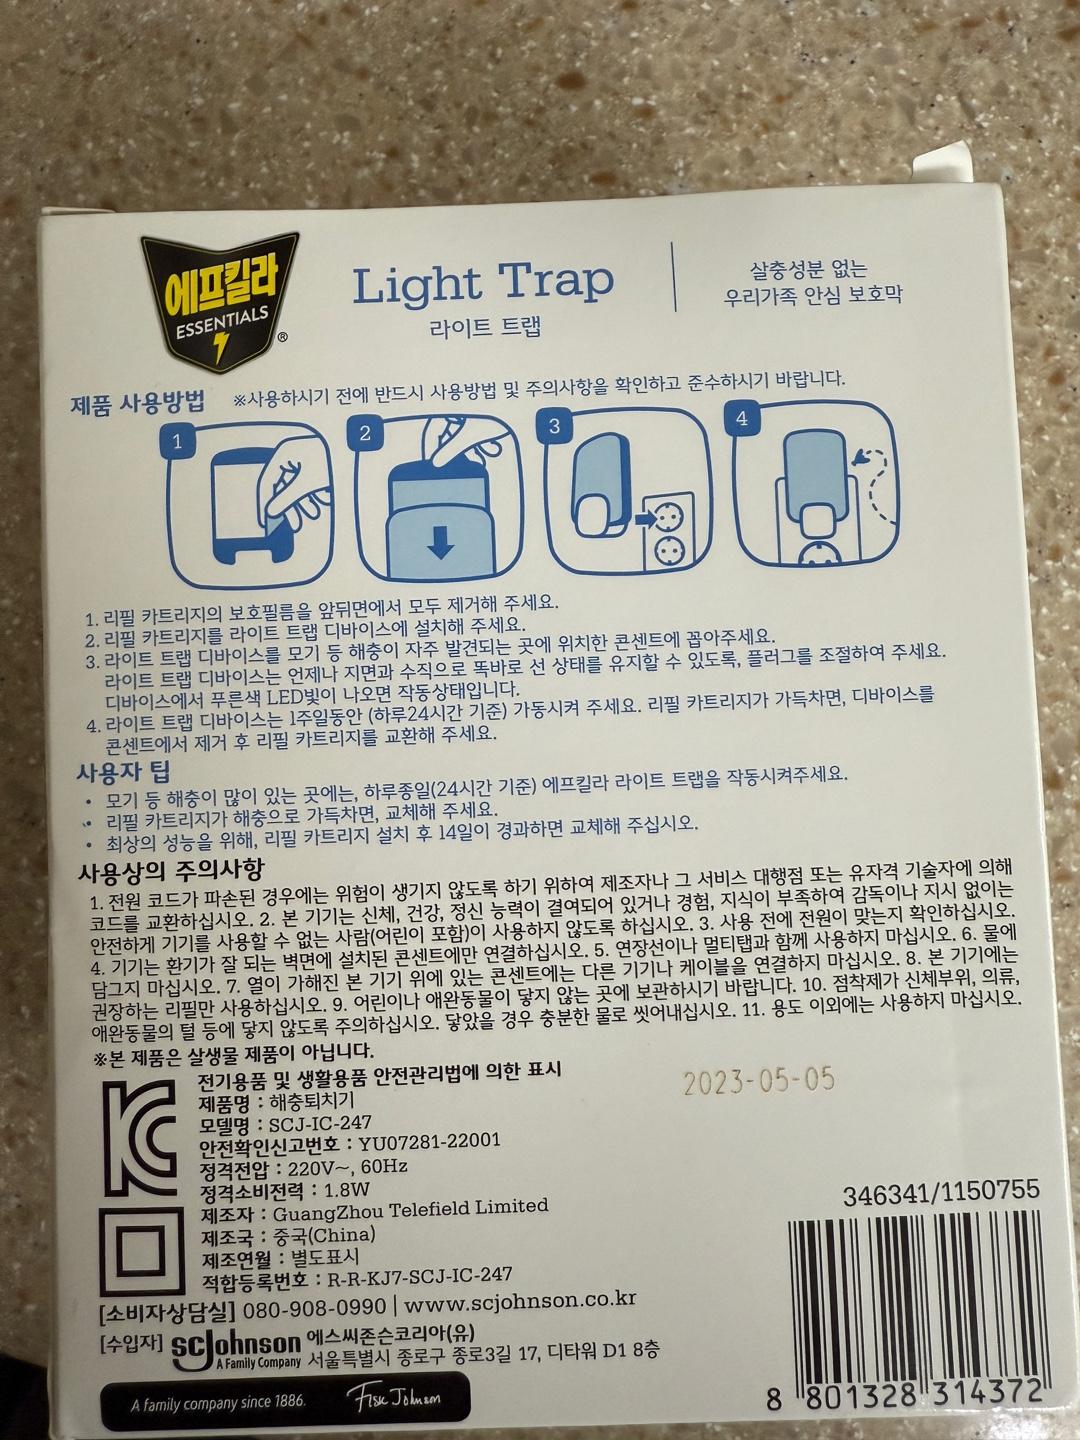 에프킬라
ESSENTIALS
®
Light Trap
라이트 트랩
살충성분 없는
우리가족 안심 보호막
제품 사용방법 ※사용하시기 전에 반드시 사용방법 및 주의사항을 확인하고 준수하시기 바랍니다.
1 2 3 4
1. 리필 카트리지의 보호필름을 앞뒤면에서 모두 제거해 주세요.
2. 리필 카트리지를 라이트 트랩 디바이스에 설치해 주세요.
3. 라이트 트랩 디바이스를 모기 등 해충이 자주 발견되는 곳에 위치한 콘센트에 꼽아주세요.
라이트 트랩 디바이스는 언제나 지면과 수직으로 똑바로 선 상태를 유지할 수 있도록, 플러그를 조절하여 주세요.
디바이스에서 푸른색 LED빛이 나오면 작동상태입니다.
4. 라이트 트랩 디바이스는 1주일동안 (하루24시간 기준) 가동시켜 주세요. 리필 카트리지가 가득차면, 디바이스를
콘센트에서 제거 후 리필 카트리지를 교환해 주세요.
사용자 팁
• 모기 등 해충이 많이 있는 곳에는, 하루종일(24시간 기준) 에프킬라 라이트 트랩을 작동시켜주세요.
• 리필 카트리지가 해충으로 가득차면, 교체해 주세요.
• 최상의 성능을 위해, 리필 카트리지 설치 후 14일이 경과하면 교체해 주십시오.
사용상의 주의사항
1. 전원 코드가 파손된 경우에는 위험이 생기지 않도록 하기 위하여 제조자나 그 서비스 대행점 또는 유자격 기술자에 의해
코드를 교환하십시오. 2. 본 기기는 신체, 건강, 정신 능력이 결여되어 있거나 경험, 지식이 부족하여 감독이나 지시 없이는
안전하게 기기를 사용할 수 없는 사람(어린이 포함)이 사용하지 않도록 하십시오. 3. 사용 전에 전원이 맞는지 확인하십시오.
4. 기기는 환기가 잘 되는 벽면에 설치된 콘센트에만 연결하십시오. 5. 연장선이나 멀티탭과 함께 사용하지 마십시오. 6. 물에
담그지 마십시오. 7. 열이 가해진 본 기기 위에 있는 콘센트에는 다른 기기나 케이블을 연결하지 마십시오. 8. 본 기기에는
권장하는 리필만 사용하십시오. 9. 어린이나 애완동물이 닿지 않는 곳에 보관하시기 바랍니다. 10. 점착제가 신체부위, 의류,
애완동물의 털 등에 닿지 않도록 주의하십시오. 닿았을 경우 충분한 물로 씻어내십시오. 11. 용도 이외에는 사용하지 마십시오.
※본 제품은 살생물 제품이 아닙니다.
전기용품 및 생활용품 안전관리법에 의한 표시
2023-05-05
제품명 : 해충퇴치기
모델명 : SCJ-IC-247
안전확인신고번호 : YU07281-22001
정격전압 : 220V~, 60Hz
정격소비전력 : 1.8W
제조자 : GuangZhou Telefield Limited
제조국 : 중국(China)
제조연월 : 별도표시
적합등록번호 : R-R-KJ7-SCJ-IC-247
346341/1150755
[소비자상담실] 080-908-0990 | www.scjohnson.co.kr
[수입자] scJohnson 에스씨존슨코리아(유)
A Family Company 서울특별시 종로구 종로3길 17, 디타워 D1 8층
A family company since 1886. Fisk Johnson
8 801328 314372